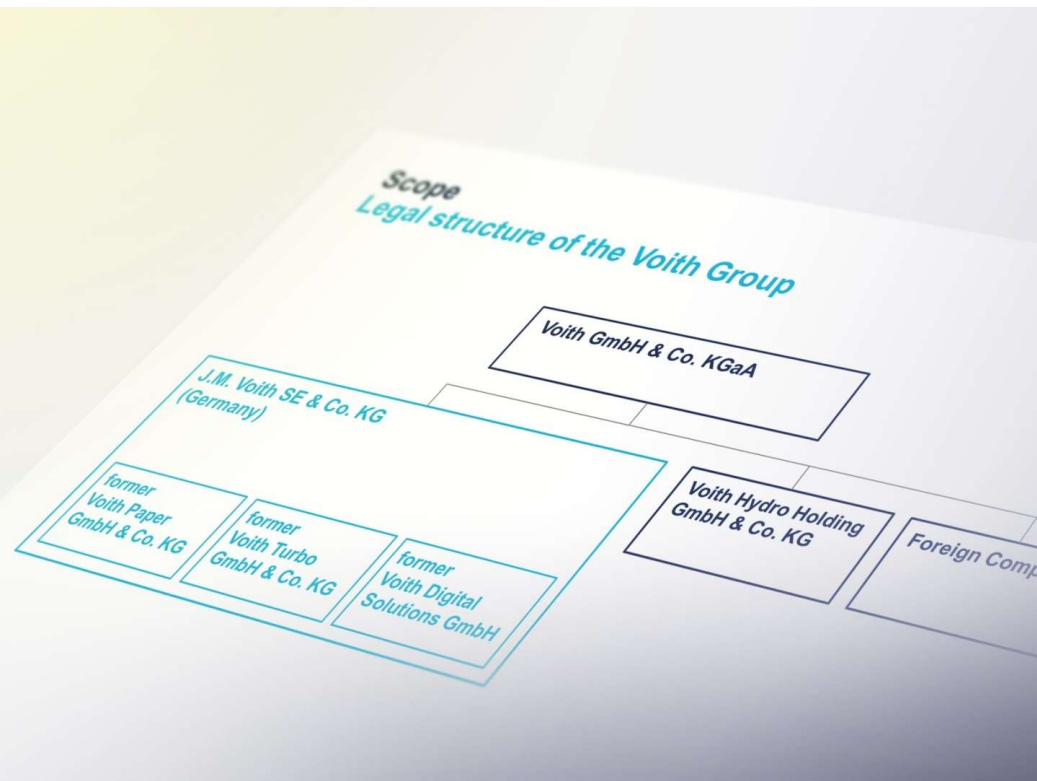 Scope
Legal structure of the Voith Group
Voith GmbH & Co. KGaA
J.M. Voith SE & Co. KG
(Germany)
former
Voith Paper
GmbH & Co. KG
former
Voith Turbo
GmbH & Co. KG
former
Voith Digital
Solutions GmbH
Voith Hydro Holding
GmbH & Co. KG
Foreign